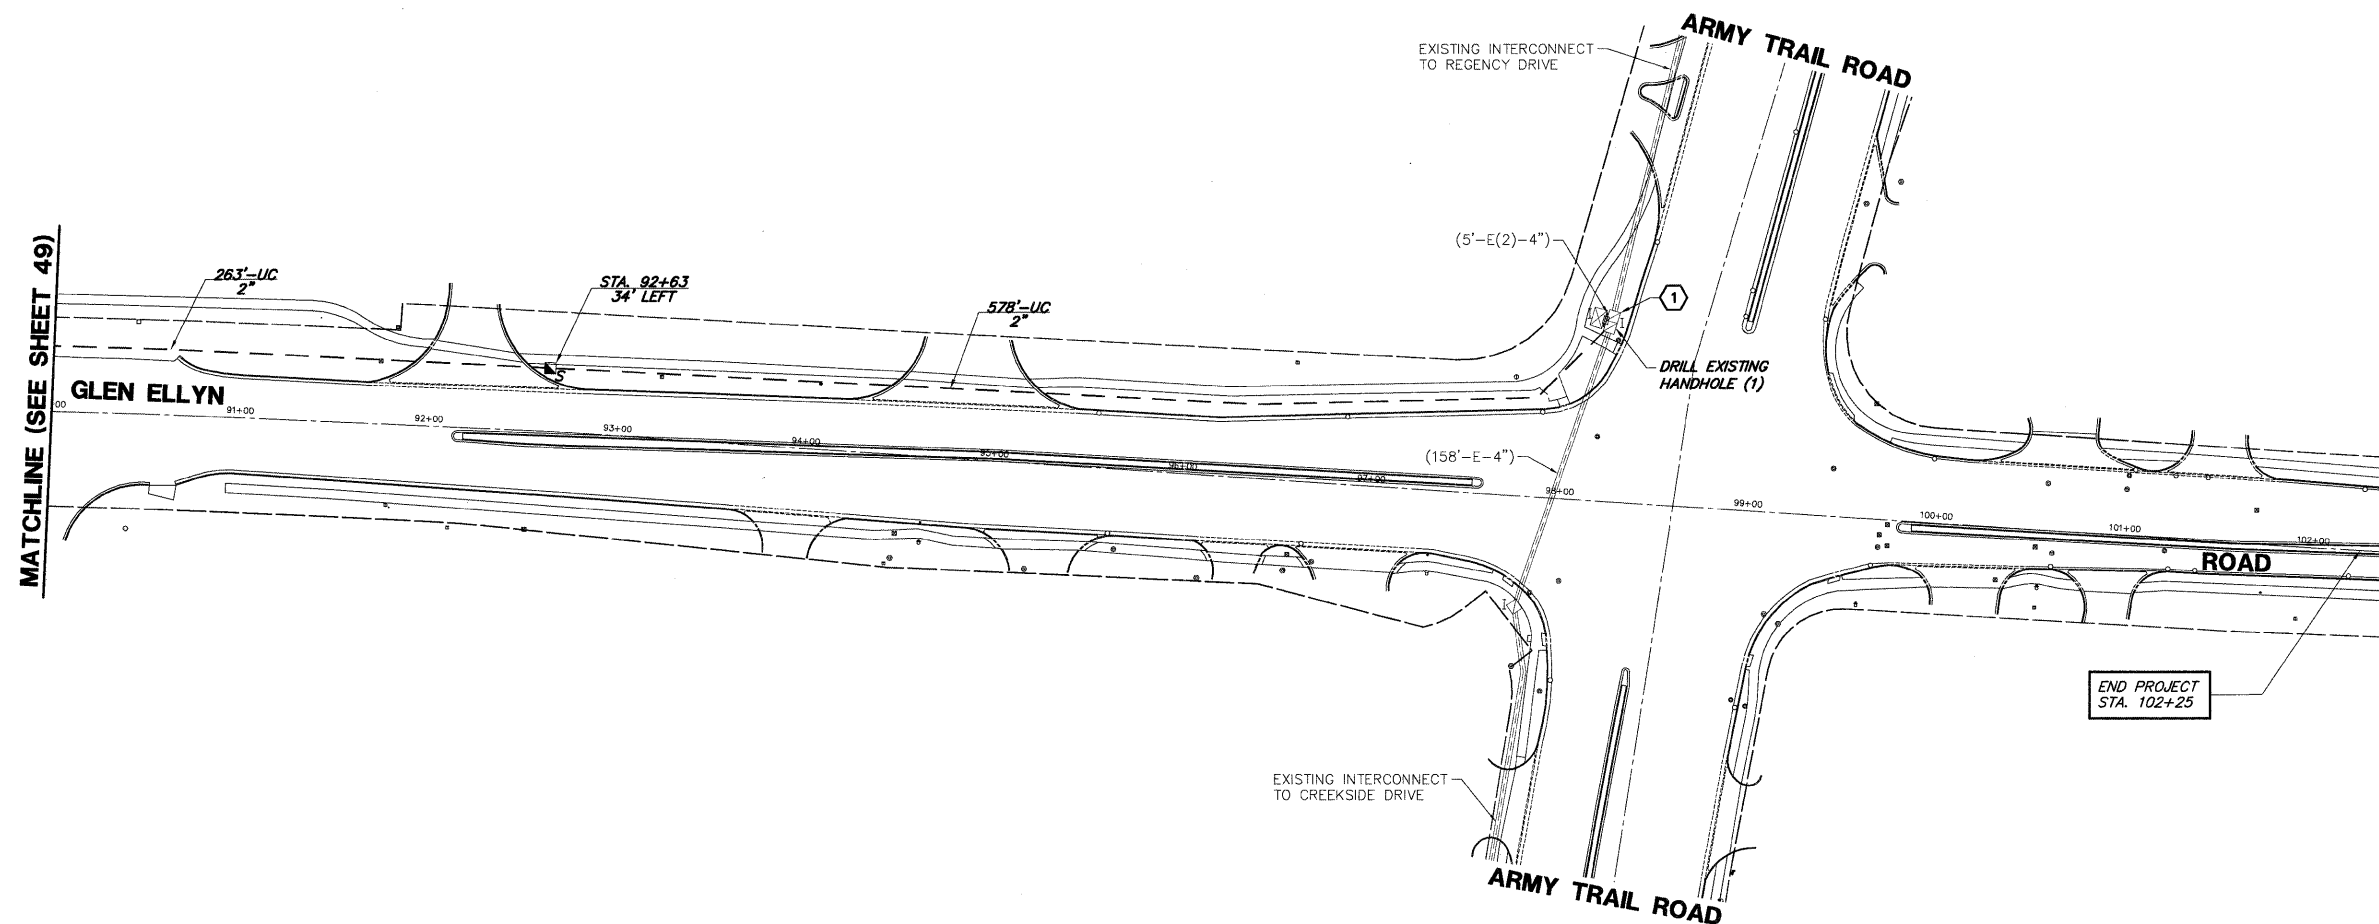 ARMY TRAIL ROAD
EXISTING INTERCONNECT
TO REGENCY DRIVE
MATCHLINE (SEE SHEET 49)
263'-UC
2"
STA. 92+63
34' LEFT
578'-UC
2"
(5'-E(2)-4")
1
I
I
DRILL EXISTING
HANDHOLE (1)
S
GLEN ELLYN
00
91+00
92+00
93+00
94+00
95+00
96+00
97+00
98+00
99+00
100+00
101+00
102+00
(158'-E-4")
ROAD
I
END PROJECT
STA. 102+25
EXISTING INTERCONNECT
TO CREEKSIDE DRIVE
ARMY TRAIL ROAD